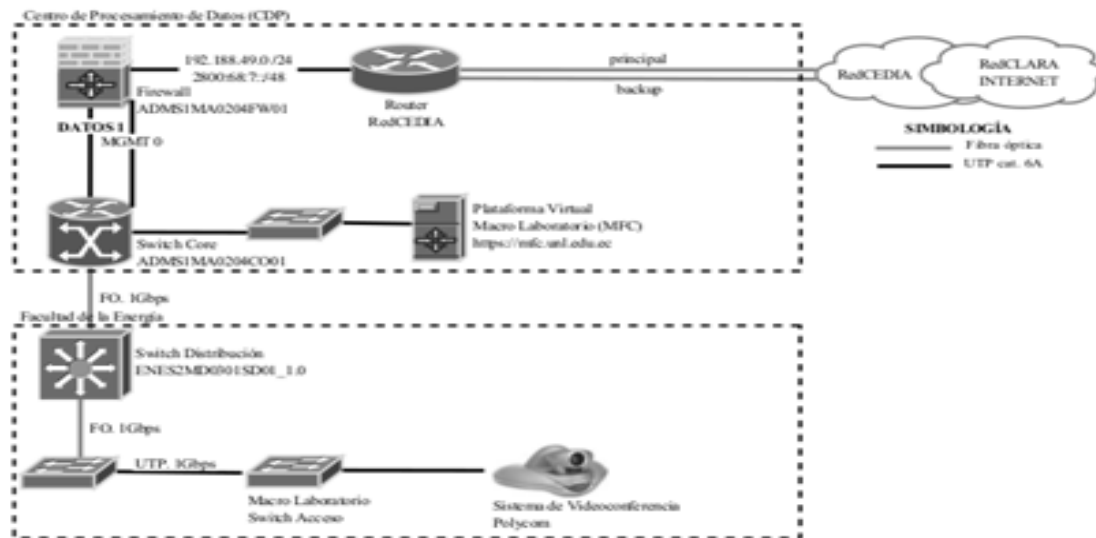 Centro de Procesamiento de Datos (CDP)
192.188.49.0./24
2800:68:7::/48
Firewall
ADMS1MA0204FW01
DATOS 1
MGMT 0
Router
RedCEDIA
principal
backup
RedCEDIA
RedCLARA
INTERNET
SIMBOLOGÍA
Fibra óptica
UTP cat. 6A
Switch Core
ADMS1MA0204CO01
Plataforma Virtual
Macro Laboratorio (MFC)
https://mfc.unl.edu.ec
FO. 1Gbps
Facultad de la Energía
Switch Distribución
ENES2MD0301SD01_1.0
FO. 1Gbps
UTP. 1Gbps
Macro Laboratorio
Switch Acceso
Sistema de Videoconferencia
Polycom